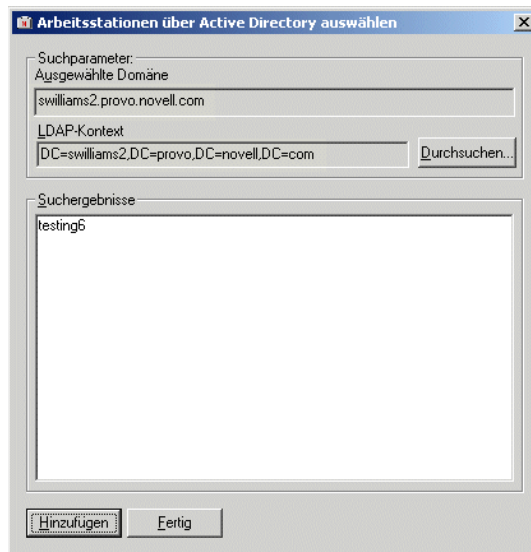 Arbeitsstationen über Active Directory auswählen
Suchparameter:
Ausgewählte Domäne
swilliams2.provo.novell.com
LDAP-Kontext
DC=swilliams2,DC=provo,DC=novell,DC=com
Durchsuchen...
Suchergebnisse
testing6
Hinzufügen
Fertig